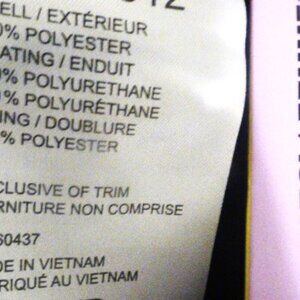 ELL / EXTÉRIEUR
0% POLYESTER
ATING / ENDUIT
% POLYURETHANE
% POLYURÉTHANE
ING / DOUBLURE
% POLYESTER
CLUSIVE OF TRIM
RNITURE NON COMPRISE
60437
DE IN VIETNAM
RIQUÉ AU VIETNAM